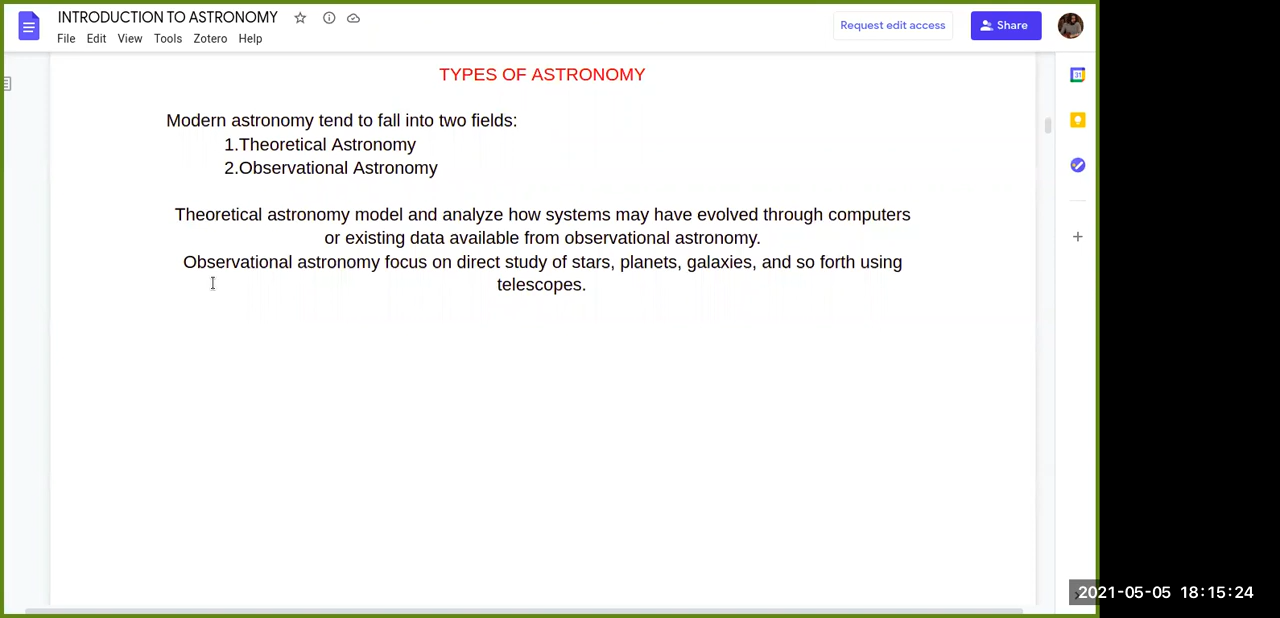 INTRODUCTION TO ASTRONOMY
File Edit View Tools Zotero Help
Request edit access
Share
31
TYPES OF ASTRONOMY
Modern astronomy tend to fall into two fields:
1.Theoretical Astronomy
2.Observational Astronomy
Theoretical astronomy model and analyze how systems may have evolved through computers
or existing data available from observational astronomy.
Observational astronomy focus on direct study of stars, planets, galaxies, and so forth using
telescopes.
2021-05-05 18:15:24